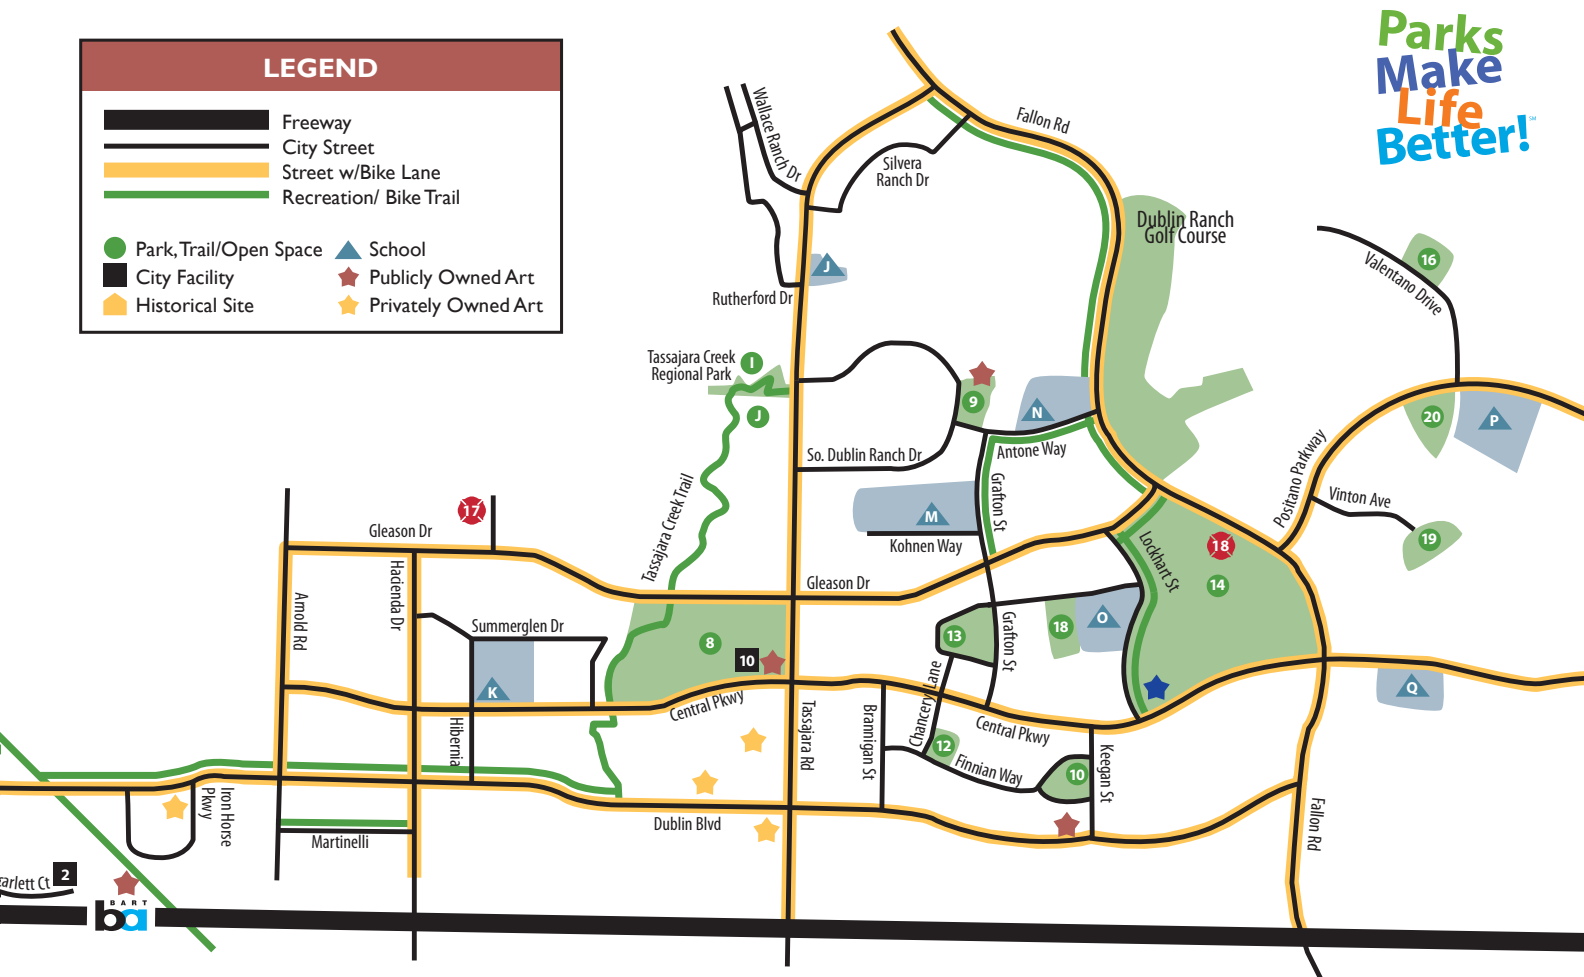 Parks
Make
Life
Better!
SM
LEGEND
Freeway
City Street
Street w/Bike Lane
Recreation/ Bike Trail
Park, Trail/Open Space
School
City Facility
Publicly Owned Art
Historical Site
Privately Owned Art
Wallace Ranch Dr
Fallon Rd
Silvera
Ranch Dr
Dublin Ranch
Golf Course
16
Valentano Drive
J
Rutherford Dr
Tassajara Creek
Regional Park
I
J
9
N
20
P
So. Dublin Ranch Dr
Antone Way
Grafton St
Positano Parkway
Vinton Ave
19
M
Kohnen Way
17
Gleason Dr
Tassajara Creek Trail
Gleason Dr
Lockhart St
18
14
Arnold Rd
Hacienda Dr
Summerglen Dr
K
8
10
13
Grafton St
18
O
Q
Central Pkwy
Chancery Lane
Central Pkwy
Hibernia
Tassajara Rd
Brannigan St
12
Finnian Way
10
Keegan St
Iron Horse
Pkwy
Martinelli
Dublin Blvd
Fallon Rd
arlett Ct
2
BART
ba